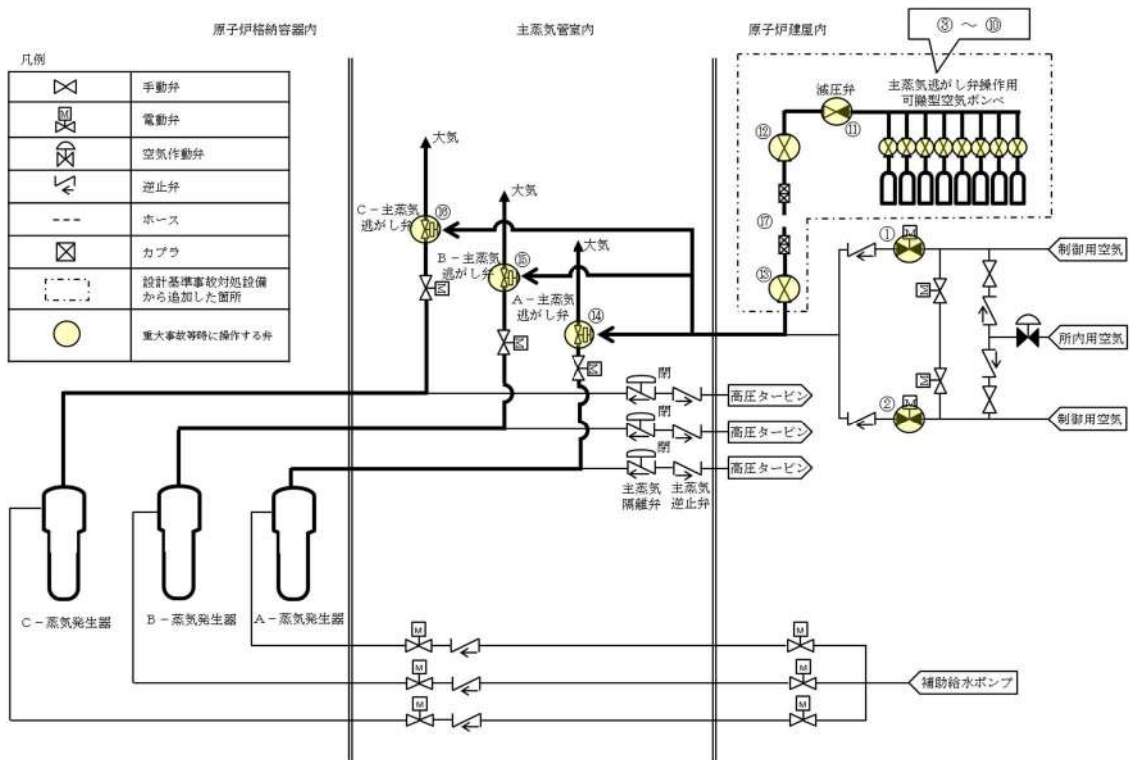 原子炉格納容器内
主蒸気管室内
原子炉建屋内
③ ～ ⑩
凡例
手動弁
M
電動弁
空気作動弁
逆止弁
ホース
カプラ
設計基準事故対処設備
から追加した箇所
重大事故等時に操作する弁
主蒸気逃がし弁操作用
可搬型空気ボンベ
減圧弁
⑪
⑫
⑰
⑬
大気
C－主蒸気
逃がし弁
⑯
大気
B－主蒸気
逃がし弁
⑮
大気
A－主蒸気
逃がし弁
⑭
M
M
M
①
M
制御用空気
M
所内用空気
M
②
M
制御用空気
閉
高圧タービン
閉
高圧タービン
閉
高圧タービン
主蒸気
隔離弁
主蒸気
逆止弁
C－蒸気発生器
B－蒸気発生器
A－蒸気発生器
M
M
M
M
M
M
補助給水ポンプ